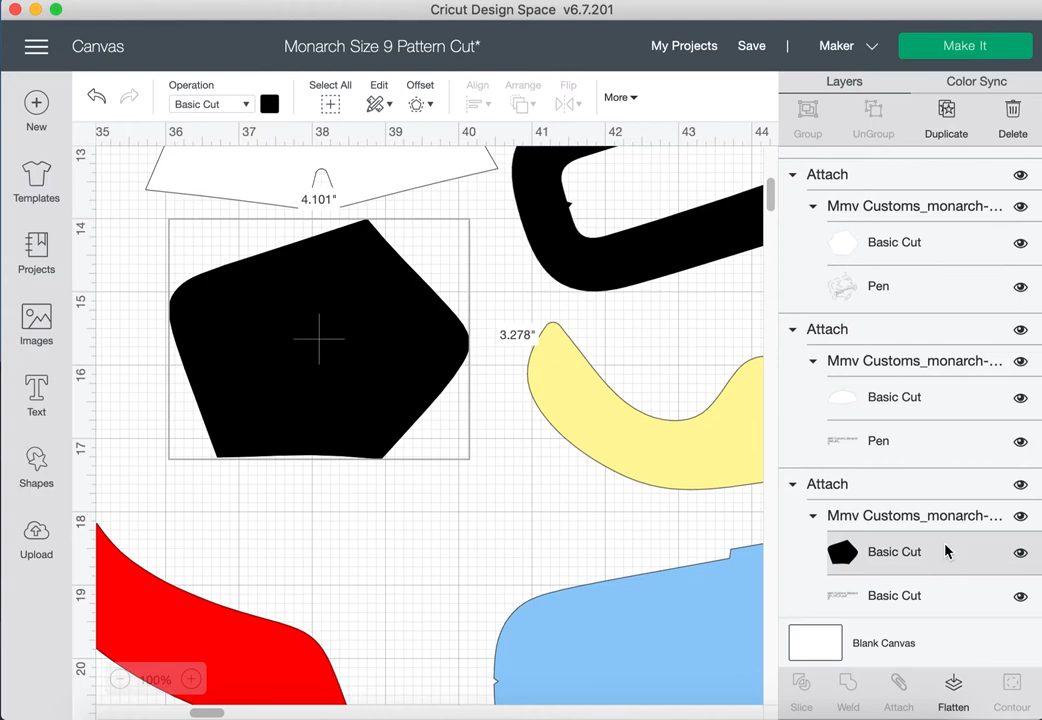 Cricut Design Space v6.7.201
Canvas
Monarch Size 9 Pattern Cut*
My Projects
Save
|
Maker
Make It
New
Templates
Projects
Images
Text
Shapes
Upload
Operation
Basic Cut
Select All
Edit
Offset
Align
Arrange
Flip
More
35 36 37 38 39 40 41 42 43 44
13
14
15
16
17
18
19
20
4.101"
3.278"
100%
Layers
Color Sync
Group
UnGroup
Duplicate
Delete
Attach
Mmv Customs_monarch-...
Basic Cut
Pen
Attach
Mmv Customs_monarch-...
Basic Cut
Pen
Attach
Mmv Customs_monarch-...
Basic Cut
Basic Cut
Blank Canvas
Slice
Weld
Attach
Flatten
Contour